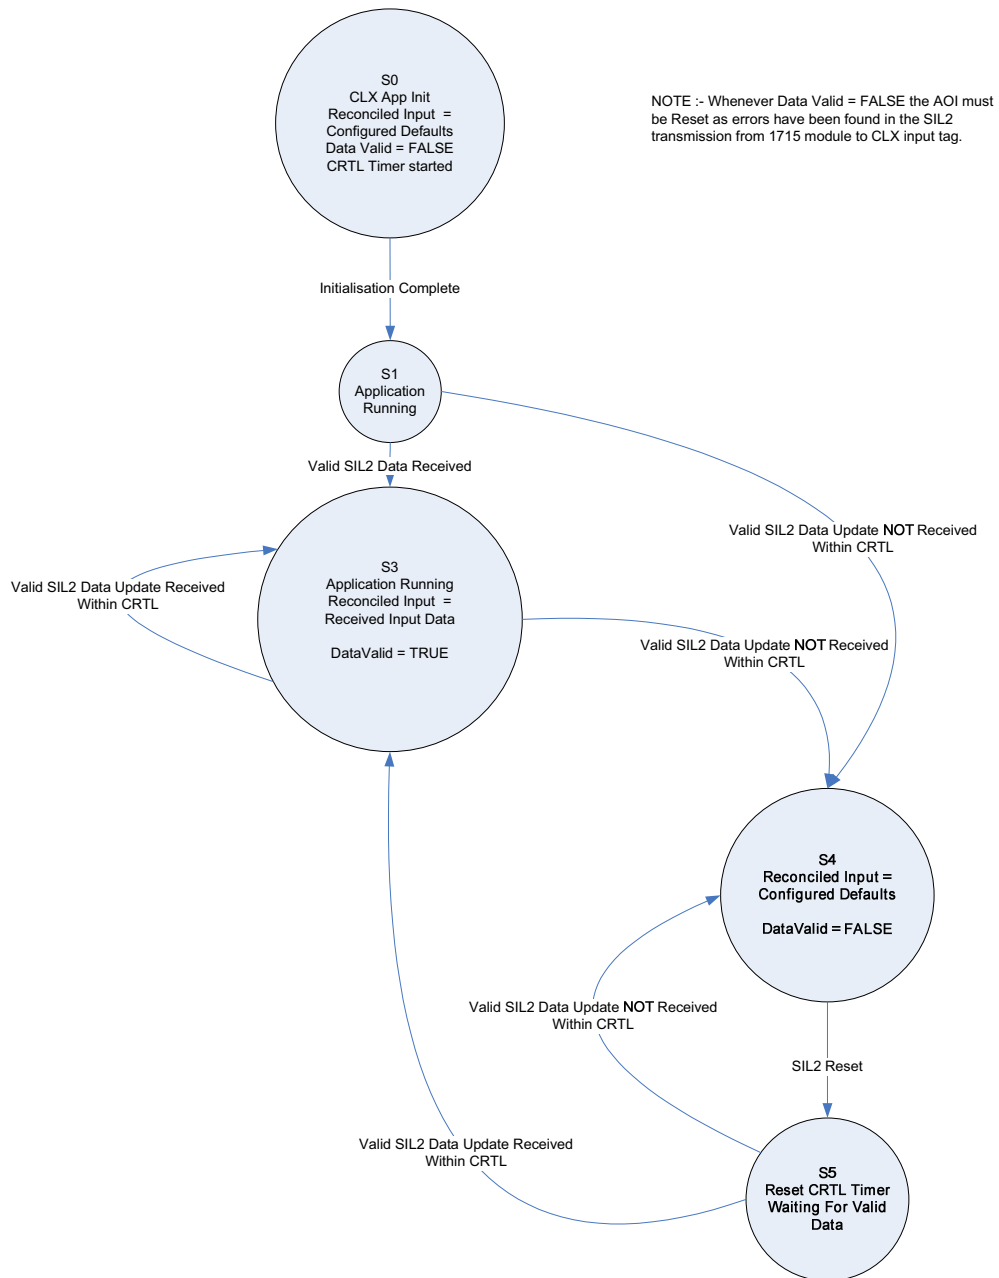 S0
CLX App Init
Reconciled Input =
Configured Defaults
Data Valid = FALSE
CRTL Timer started
NOTE :- Whenever Data Valid = FALSE the AOI must
be Reset as errors have been found in the SIL2
transmission from 1715 module to CLX input tag.
Initialisation Complete
S1
Application
Running
Valid SIL2 Data Received
Valid SIL2 Data Update NOT Received
Within CRTL
S3
Application Running
Reconciled Input =
Received Input Data
DataValid = TRUE
Valid SIL2 Data Update Received
Within CRTL
Valid SIL2 Data Update NOT Received
Within CRTL
S4
Reconciled Input =
Configured Defaults
DataValid = FALSE
Valid SIL2 Data Update NOT Received
Within CRTL
SIL2 Reset
Valid SIL2 Data Update Received
Within CRTL
S5
Reset CRTL Timer
Waiting For Valid
Data